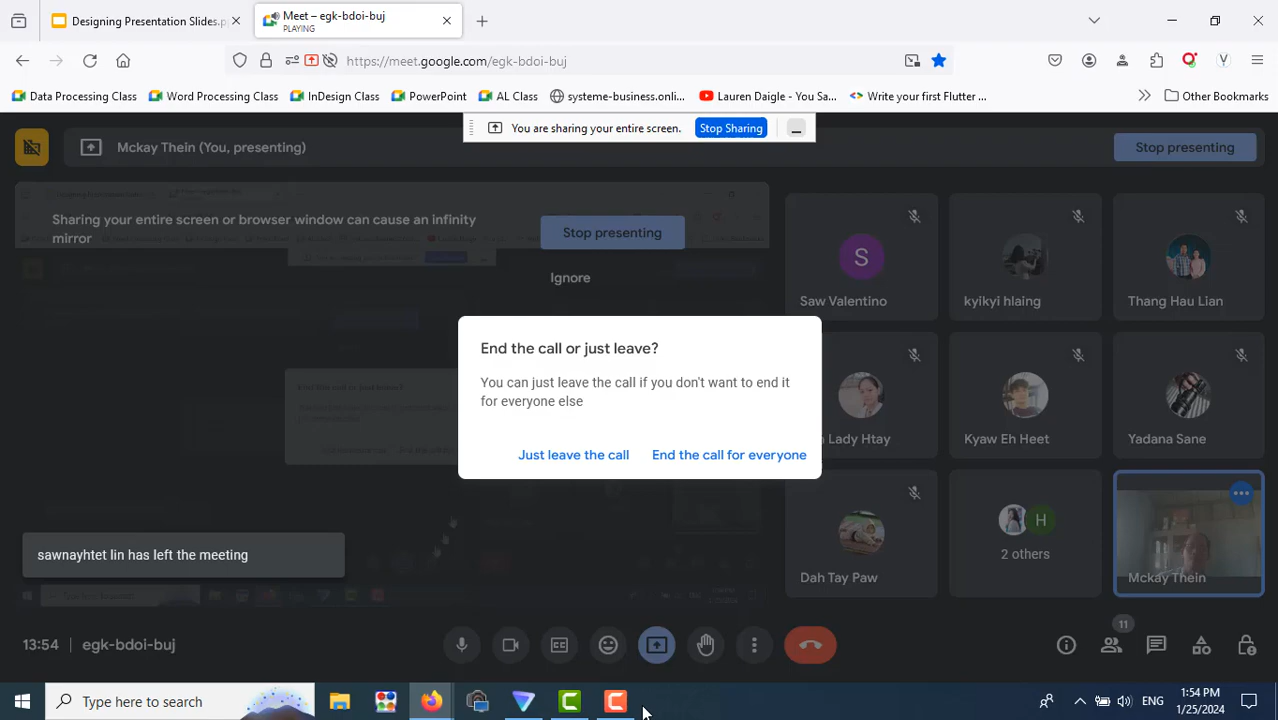 Designing Presentation Slides.p
Meet – egk-bdoi-buj
PLAYING
https://meet.google.com/egk-bdoi-buj
Data Processing Class
Word Processing Class
InDesign Class
PowerPoint
AL Class
systeme-business.onli...
Lauren Daigle - You Sa...
Write your first Flutter ...
Other Bookmarks
You are sharing your entire screen.
Stop Sharing
Mckay Thein (You, presenting)
Stop presenting
Sharing your entire screen or browser window can cause an infinity
mirror
Stop presenting
Ignore
S
Saw Valentino
kyikyi hlaing
Thang Hau Lian
End the call or just leave?
You can just leave the call if you don't want to end it
for everyone else
Just leave the call
End the call for everyone
Lady Htay
Kyaw Eh Heet
Yadana Sane
Dah Tay Paw
H
2 others
Mckay Thein
sawnayhtet lin has left the meeting
13:54
egk-bdoi-buj
11
Type here to search
ENG
1:54 PM
1/25/2024